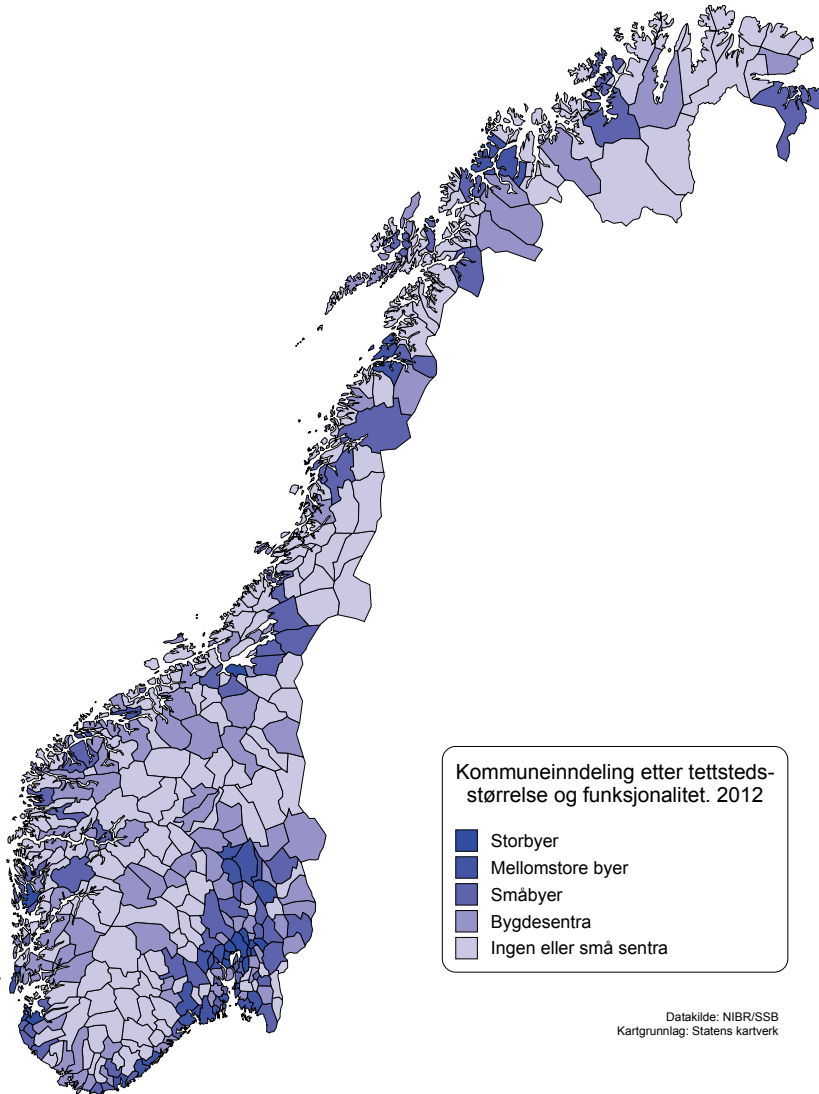 Kommuneinndeling etter tettsteds-
størrelse og funksjonalitet. 2012
Storbyer
Mellomstore byer
Småbyer
Bygdesentra
Ingen eller små sentra
Datakilde: NIBR/SSB
Kartgrunnlag: Statens kartverk